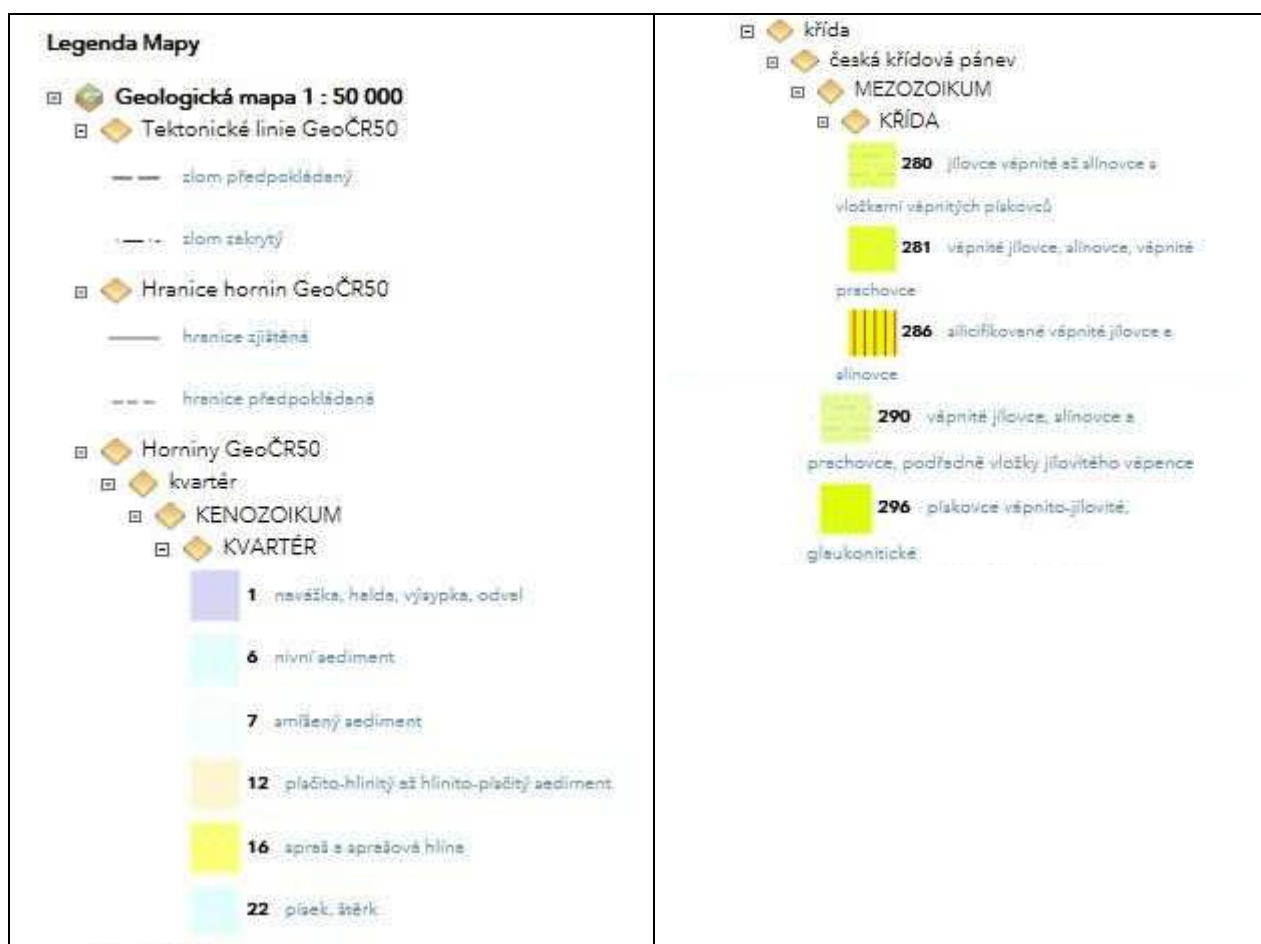 Legenda Mapy
Geologická mapa 1 : 50 000
Tektonické linie GeoČR50
zlom předpokládaný
zlom zakrytý
Hranice hornin GeoČR50
hranice zjištěná
hranice předpokládaná
Horniny GeoČR50
kvartér
KENOZOIKUM
KVARTÉR
1 navážka, halda, výsypka, odval
6 nivní sediment
7 smíšený sediment
12 písčito-hlinitý až hlinito-písčitý sediment
16 spraš a sprašová hlína
22 písek, štěrk
křída
česká křídová pánev
MEZOZOIKUM
KŘÍDA
280 jílovce vápnité až slínovce s
vložkami vápnitých pískovců
281 vápnité jílovce, slínovce, vápnité
prachovce
286 silicifikované vápnité jílovce a
slínovce
290 vápnité jílovce, slínovce a
prachovce, podřadně vložky jílovitého vápence
296 pískovce vápnito-jílovité,
glaukonitické